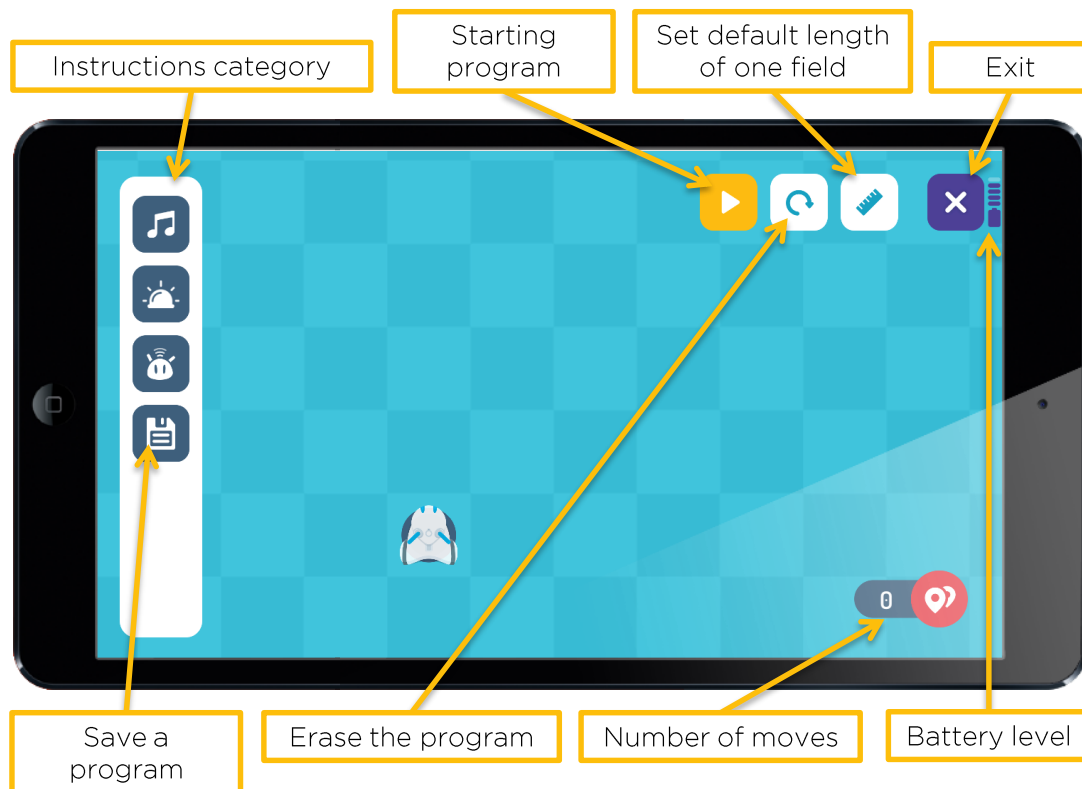 Instructions category
Starting
program
Set default length
of one field
Exit
0
Save a
program
Erase the program
Number of moves
Battery level